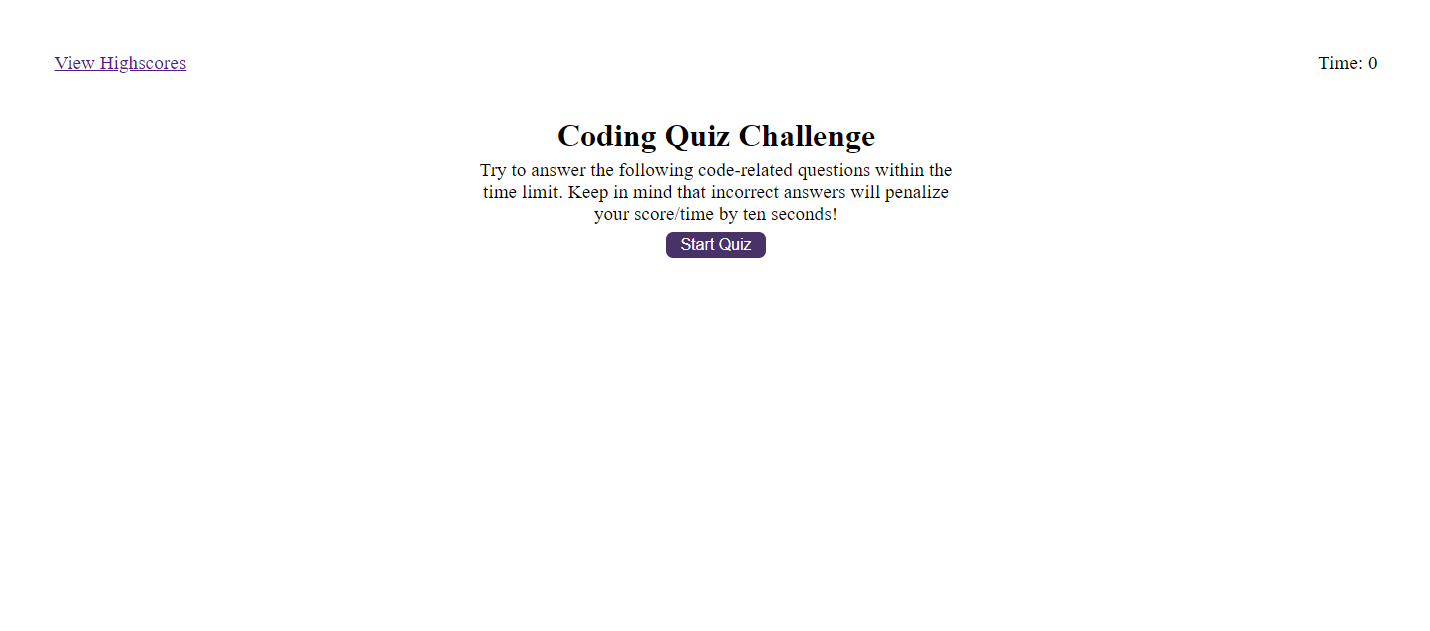 View Highscores
Time: 0
Coding Quiz Challenge
Try to answer the following code-related questions within the
time limit. Keep in mind that incorrect answers will penalize
your score/time by ten seconds!
Start Quiz